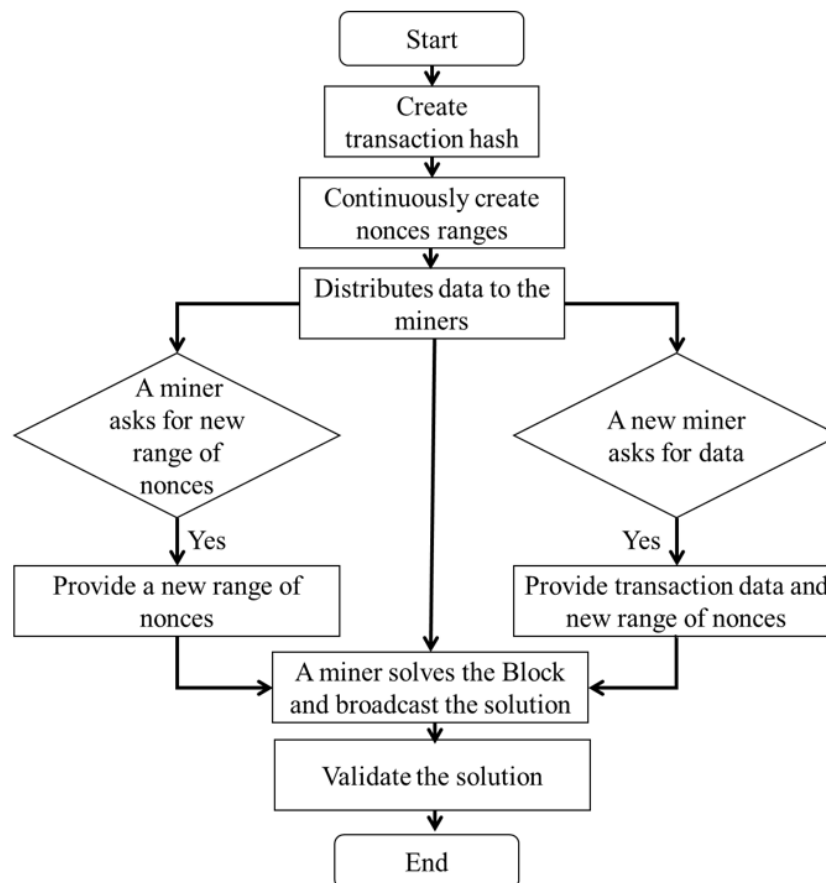 Start
Create
transaction hash
Continuously create
nonces ranges
Distributes data to the
miners
A miner
asks for new
range of
nonces
A new miner
asks for data
Yes
Yes
Provide a new range of
nonces
Provide transaction data and
new range of nonces
A miner solves the Block
and broadcast the solution
Validate the solution
End